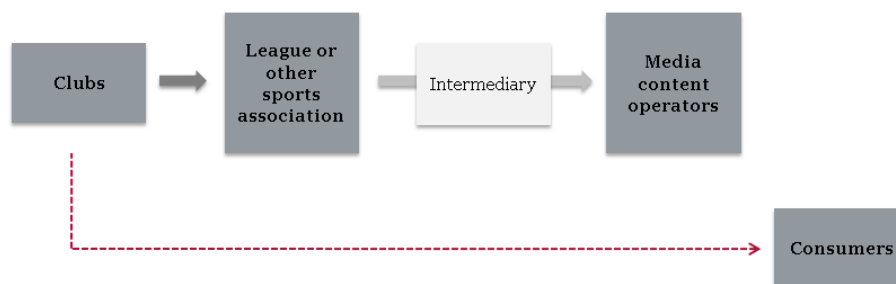 Clubs
League or
other
sports
association
Intermediary
Media
content
operators
Consumers